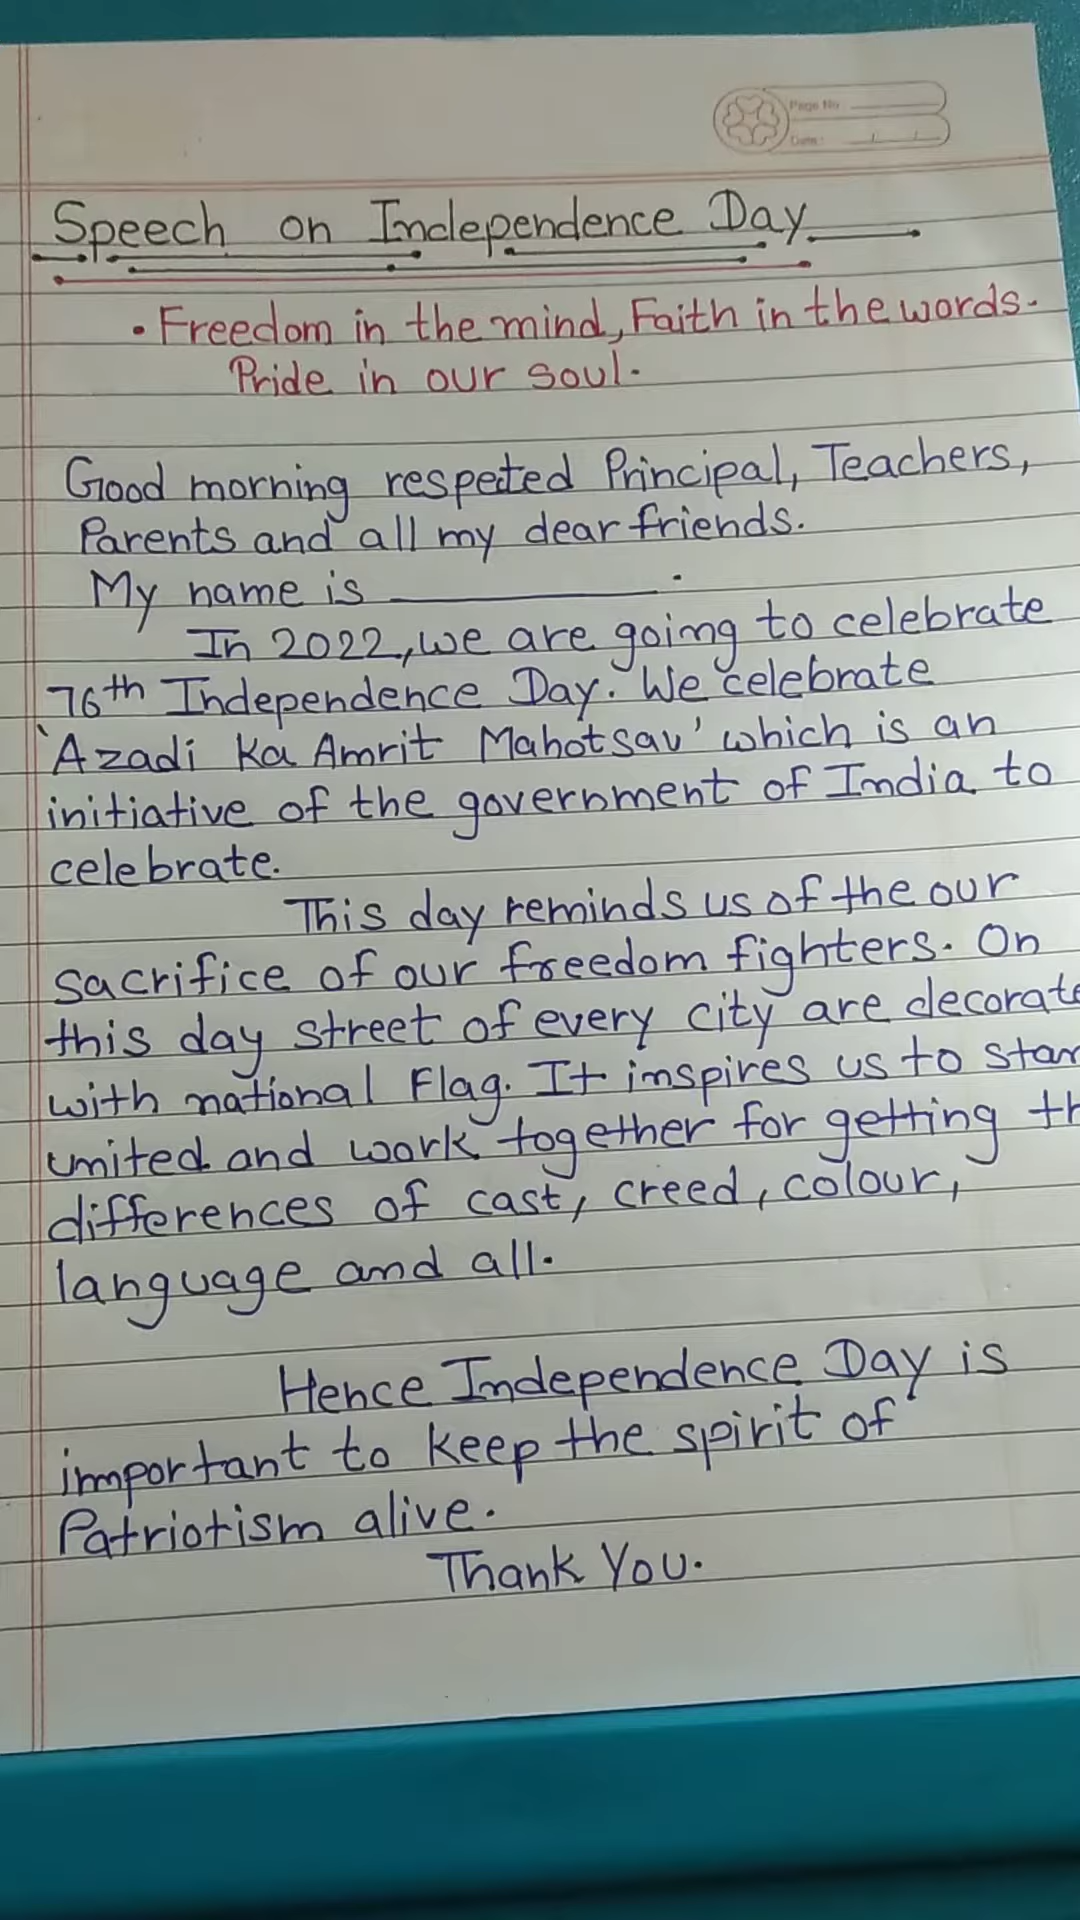 Page No
Date:
Speech on Independence Day
• Freedom in the mind, Faith in the words.
Pride in our soul.
Good morning respected Principal, Teachers,
Parents and all my dear friends.
My name is ____________.
In 2022, we are going to celebrate
76th Independence Day. We celebrate
'Azadi Ka Amrit Mahotsav' which is an
initiative of the government of India to
celebrate.
This day reminds us of the our
sacrifice of our freedom fighters. On
this day street of every city are decorate
with national Flag. It inspires us to stan
united and work together for getting th
differences of cast, creed, colour,
language and all.
Hence Independence Day is
important to keep the spirit of
Patriotism alive.
Thank You.